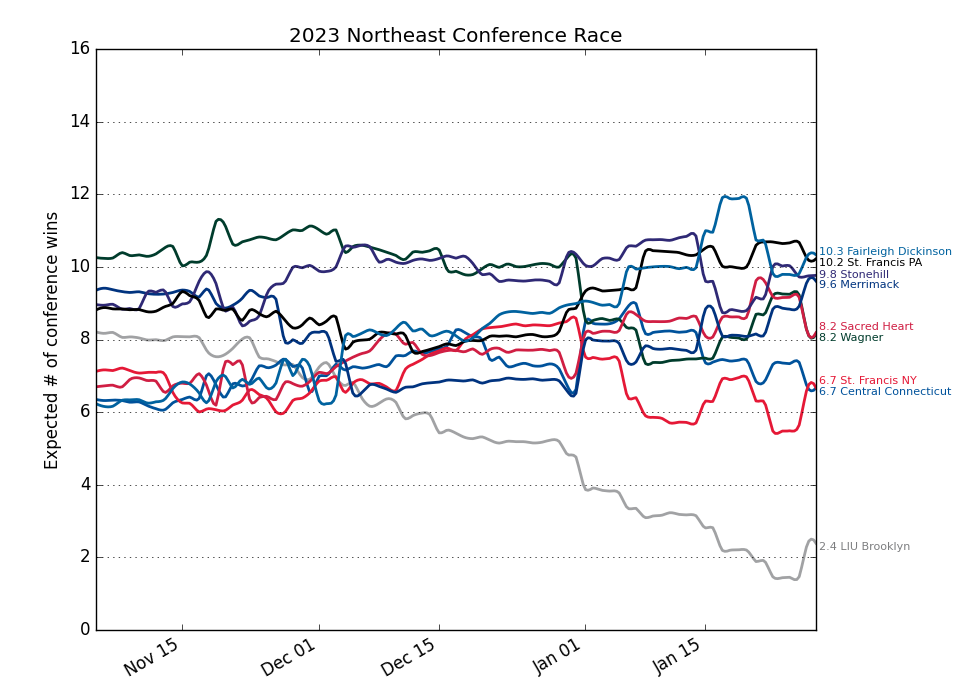 2023 Northeast Conference Race
Expected # of conference wins
16
14
12
10
8
6
4
2
0
Nov 15
Dec 01
Dec 15
Jan 01
Jan 15
10.3 Fairleigh Dickinson
10.2 St. Francis PA
9.8 Stonehill
9.6 Merrimack
8.2 Sacred Heart
8.2 Wagner
6.7 St. Francis NY
6.7 Central Connecticut
2.4 LIU Brooklyn